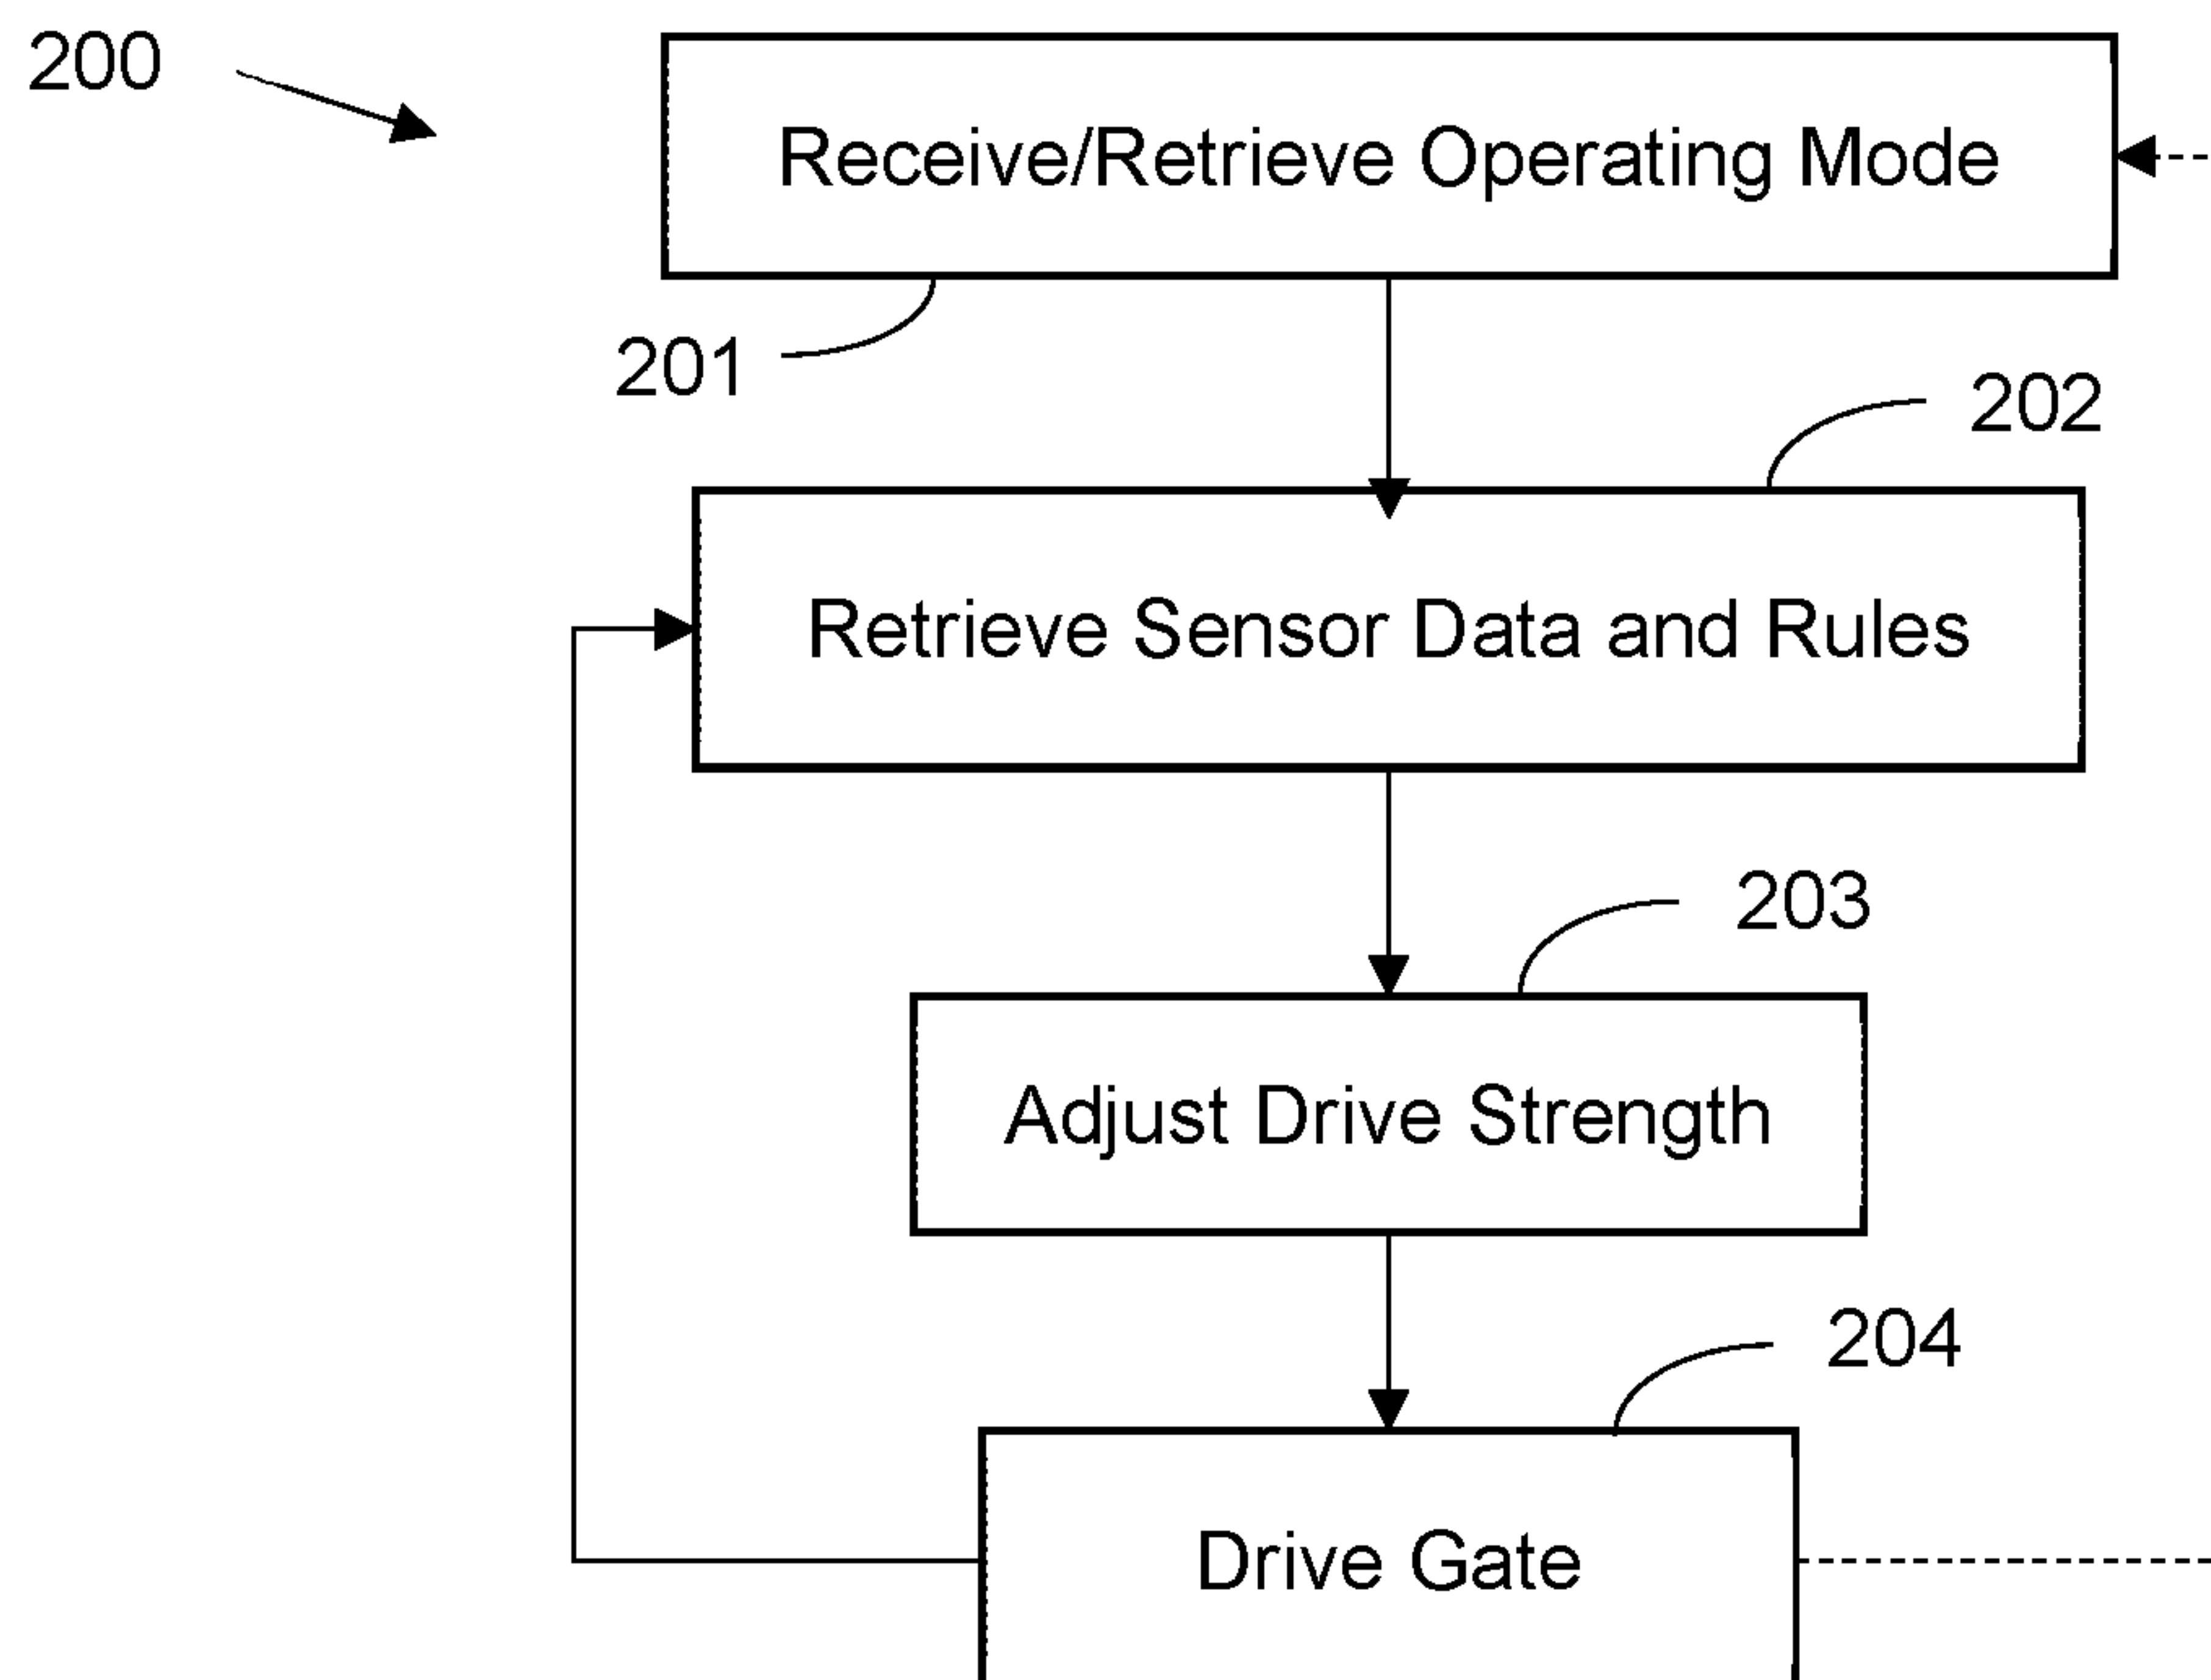 200
Receive/Retrieve Operating Mode
201
202
Retrieve Sensor Data and Rules
203
Adjust Drive Strength
204
Drive Gate